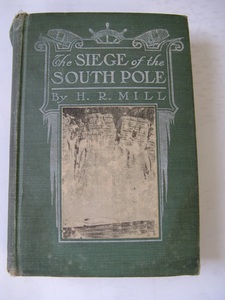 The SIEGE of the
SOUTH POLE
By H. R. MILL